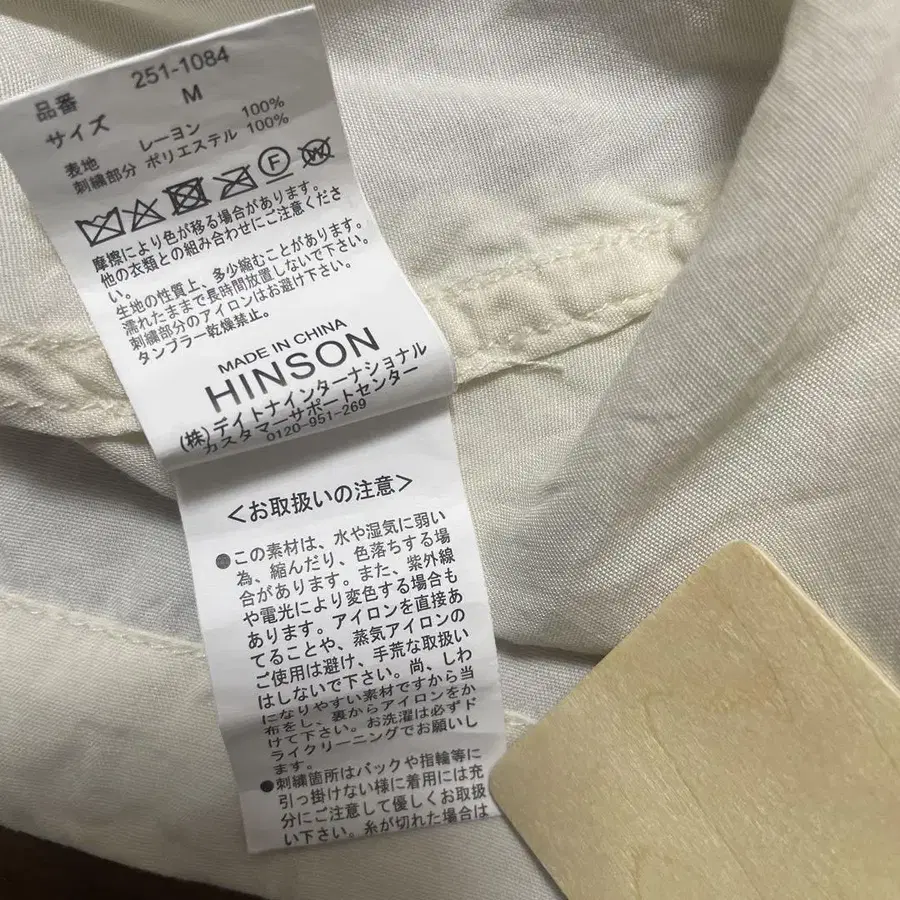 品番 251-1084
サイズ M
表地 レーヨン 100%
刺繍部分 ポリエステル 100%
F W
摩擦により色が移る場合があります。
他の衣類との組み合わせにご注意くださ
い。
生地の性質上、多少縮むことがあります。
濡れたままで長時間放置しないで下さい。
刺繍部分のアイロンはお避け下さい。
タンブラー乾燥禁止。
MADE IN CHINA
HINSON
(株)デイトナインターナショナル
カスタマーサポートセンター
0120-951-269
<お取扱いの注意>
●この素材は、水や湿気に弱い
為、縮んだり、色落ちする場
合があります。また、紫外線
や電光により変色する場合も
あります。アイロンを直接あ
てることや、蒸気アイロンの
ご使用は避け、手荒な取扱い
はしないで下さい。尚、しわ
になりやすい素材ですから当
布をし、裏からアイロンをか
けて下さい。お洗濯は必ずド
ライクリーニングでお願いし
ます。
●刺繍箇所はバックや指輪等に
引っ掛けない様に着用には充
分にご注意して優しくお取扱
い下さい。糸が切れた場合は